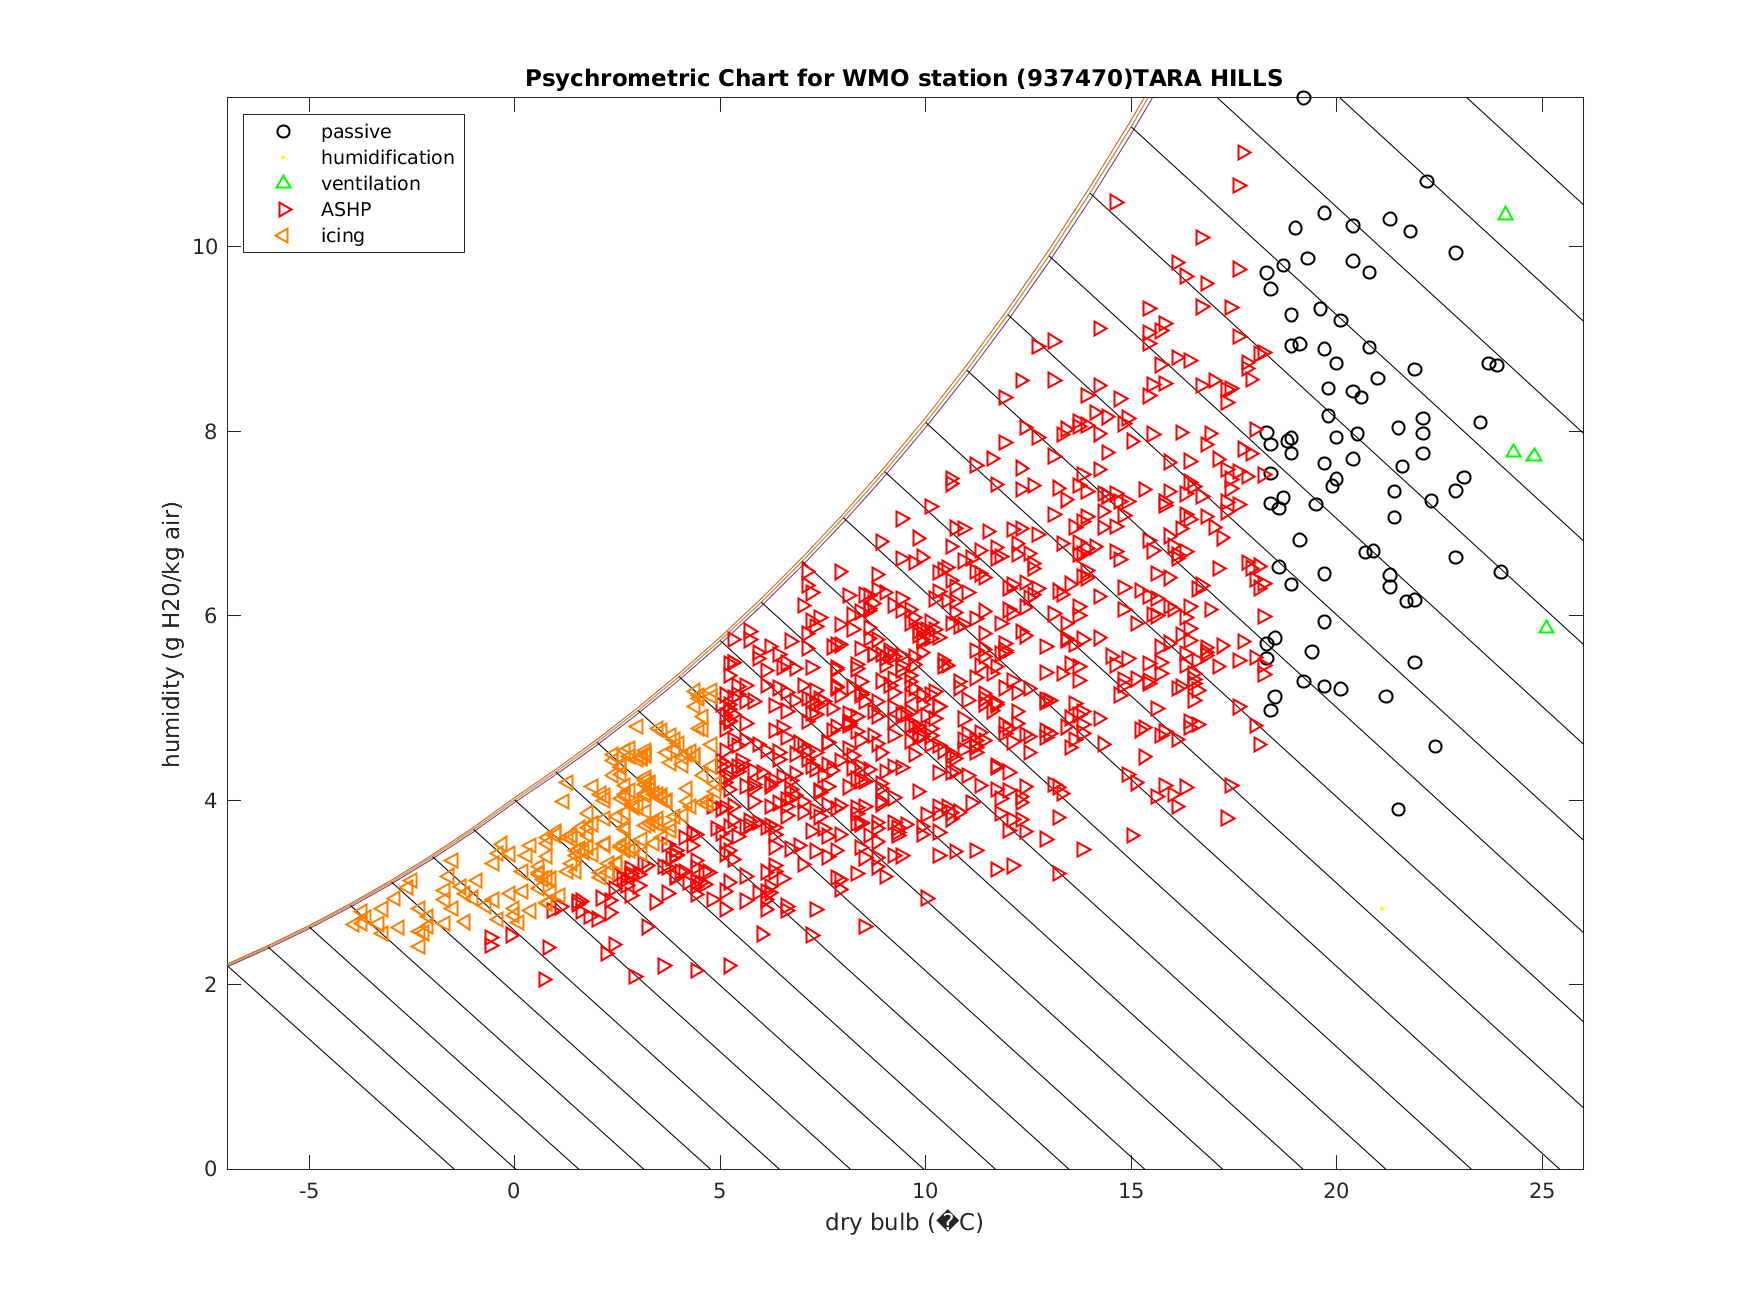 Psychrometric Chart for WMO station (937470)TARA HILLS
passive
humidification
ventilation
ASHP
icing
10
8
6
4
2
0
humidity (g H20/kg air)
-5 0 5 10 15 20 25
dry bulb (�C)